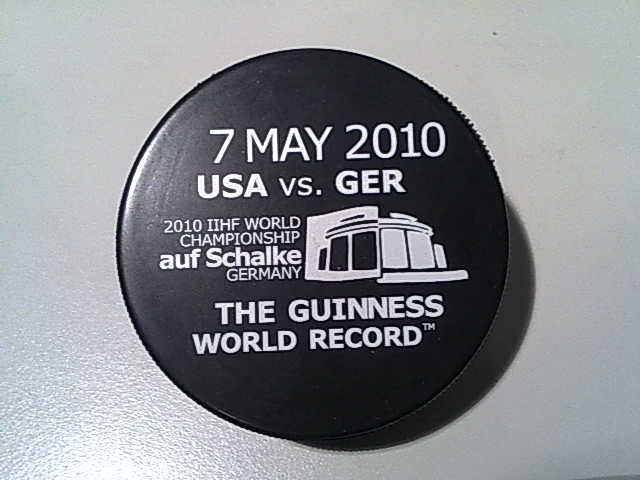 7 MAY 2010
USA vs. GER
2010 IIHF WORLD
CHAMPIONSHIP
auf Schalke
GERMANY
THE GUINNESS
WORLD RECORD™